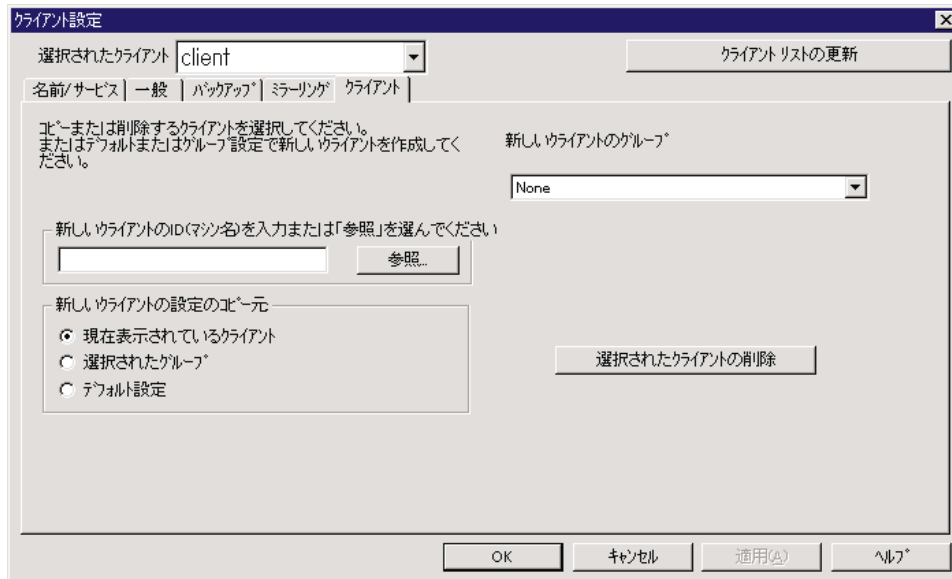 クライアント設定
選択されたクライアント client
クライアント リストの更新
名前/サービス 一般 バックアップ ミラーリング クライアント
コピーまたは削除するクライアントを選択してください。
またはデフォルトまたはグループ設定で新しいクライアントを作成してく
ださい。
新しいクライアントのグループ
None
新しいクライアントのID(マシン名)を入力または「参照」を選んでください
参照...
新しいクライアントの設定のコピー元
現在表示されているクライアント
選択されたグループ
デフォルト設定
選択されたクライアントの削除
OK キャンセル 適用(A) ヘルプ